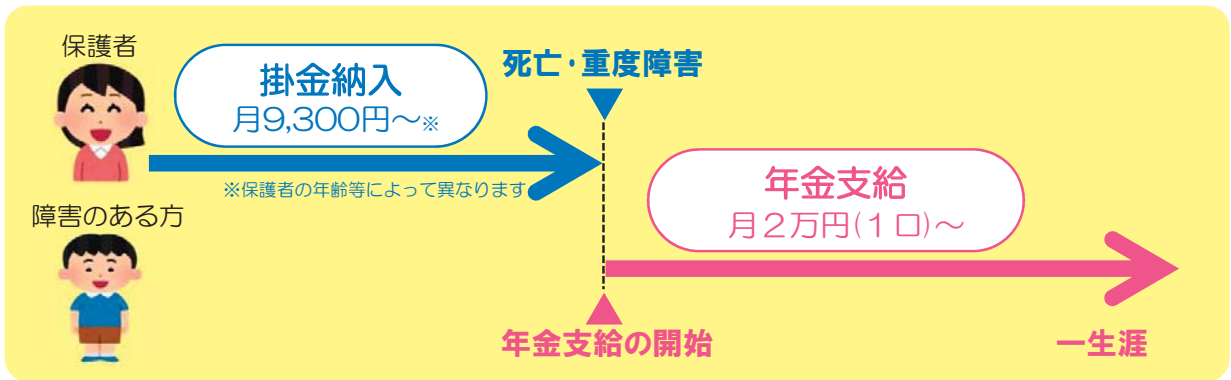 保護者
掛金納入
月9,300円～※
死亡・重度障害
※保護者の年齢等によって異なります
年金支給
月２万円(１口)～
障害のある方
年金支給の開始
一生涯